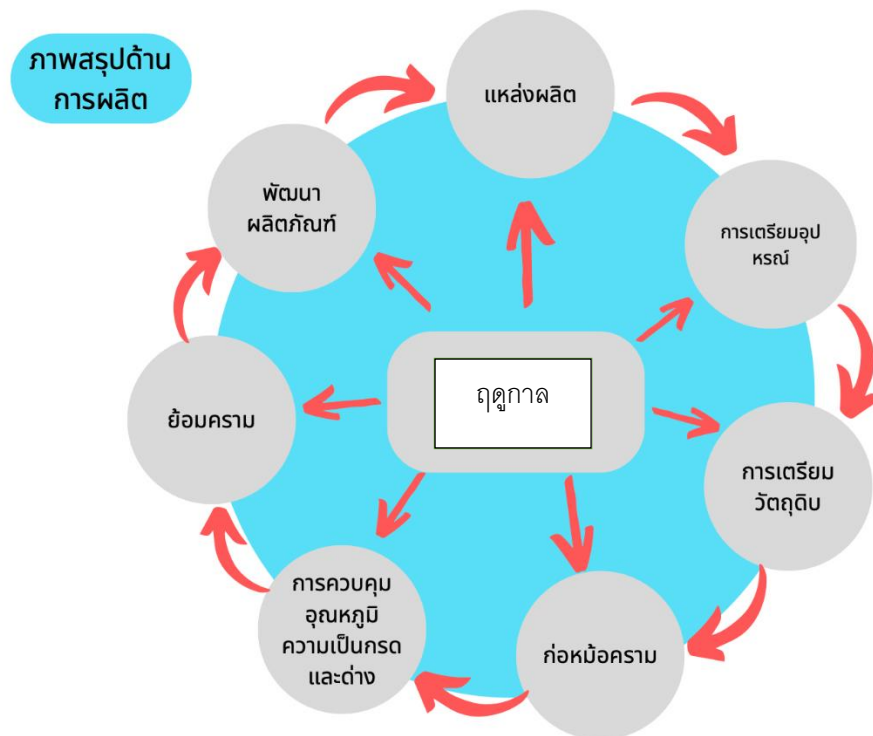 ภาพสรุปด้าน
การผลิต
แหล่งผลิต
การเตรียมอุป
หรณ์
การเตรียม
วัตถุดิบ
ก่อหม้อคราม
การควบคุม
อุณหภูมิ
ความเป็นกรด
และด่าง
ย้อมคราม
พัฒนา
ผลิตภัณฑ์
ฤดูกาล